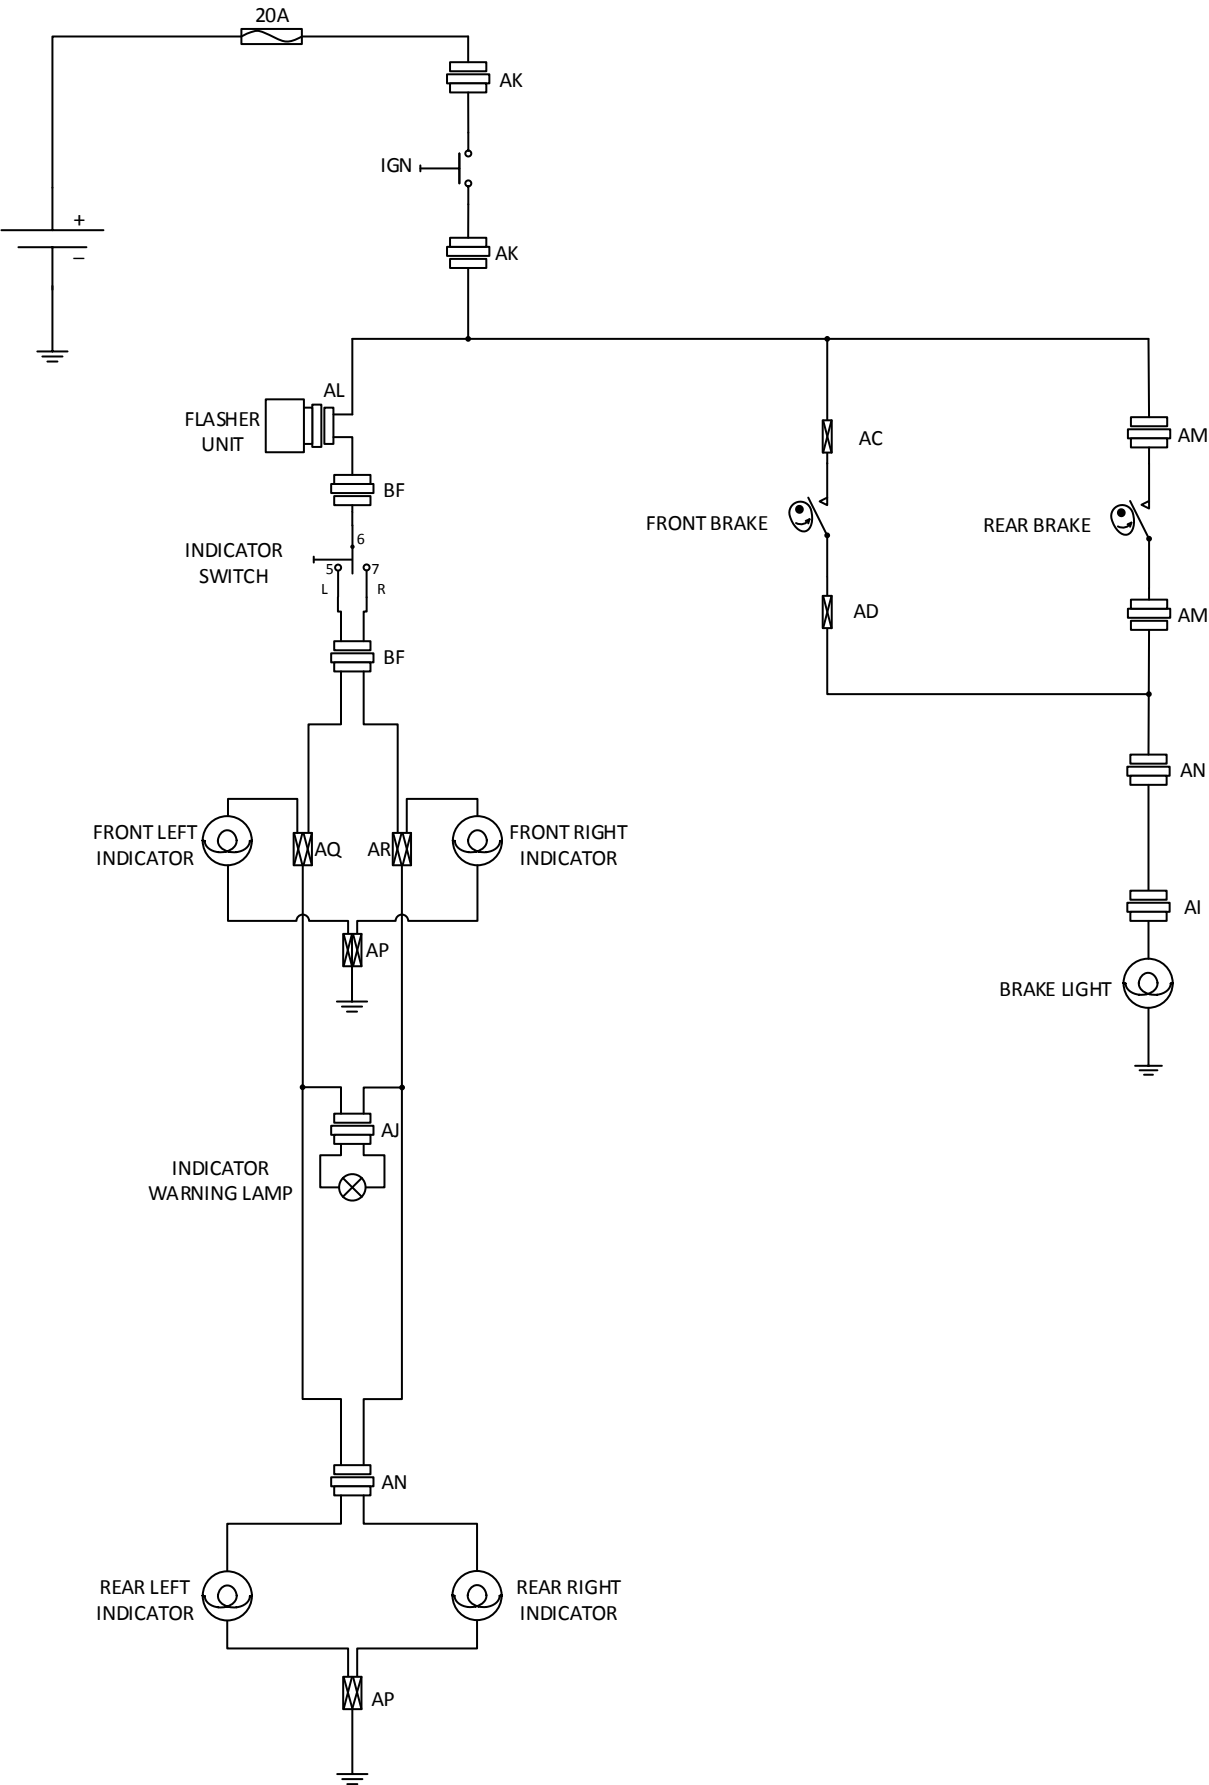 20A
AK
IGN
+
–
AK
AL
FLASHER
UNIT
BF
INDICATOR
SWITCH
6
5
7
L
R
BF
AC
FRONT BRAKE
AD
AM
REAR BRAKE
AM
AN
AI
BRAKE LIGHT
FRONT LEFT
INDICATOR
AQ
AR
FRONT RIGHT
INDICATOR
AP
AJ
INDICATOR
WARNING LAMP
AN
REAR LEFT
INDICATOR
REAR RIGHT
INDICATOR
AP